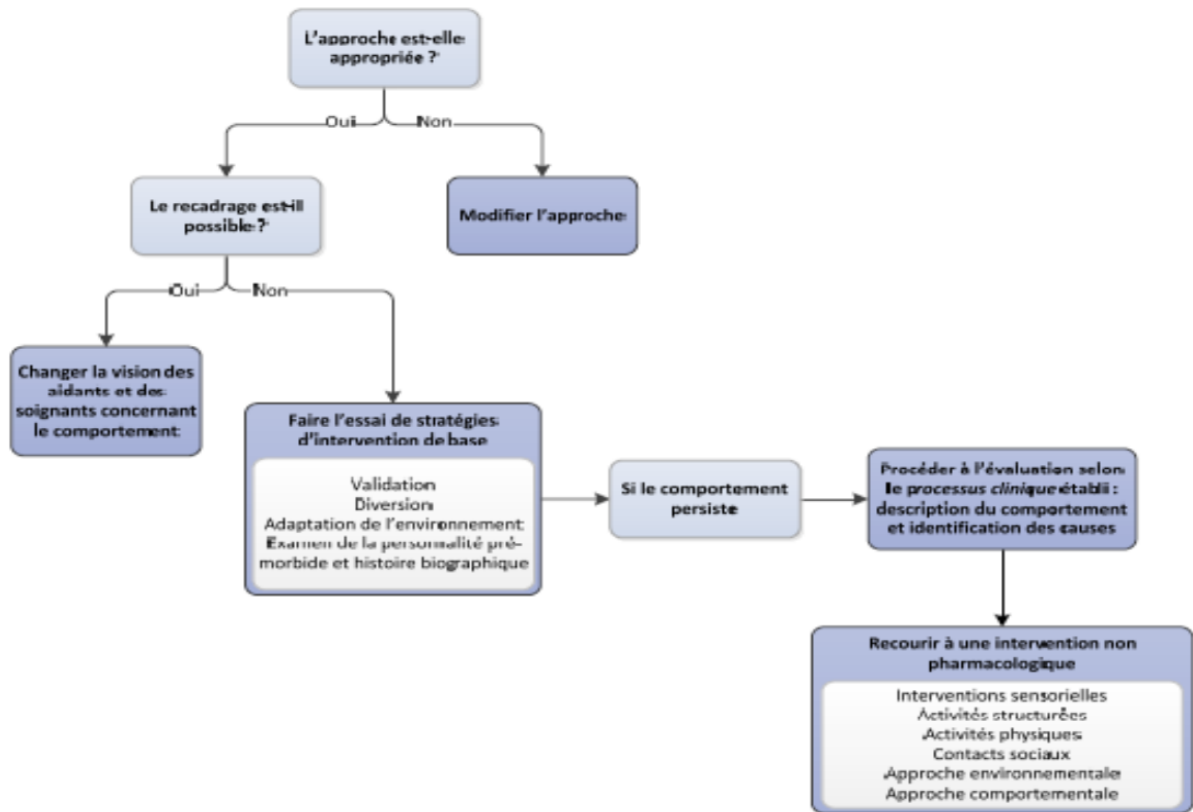 L'approche est-elle
appropriée ?
Oui
Non
Le recadrage est-il
possible ?
Modifier l'approche
Oui
Non
Changer la vision des
aidants et des
soignants concernant
le comportement
Faire l'essai de stratégies
d'intervention de base
Validation
Diversion
Adaptation de l'environnement
Examen de la personnalité pré-
morbide et histoire biographique
Si le comportement
persiste
Procéder à l'évaluation selon
le processus clinique établi :
description du comportement
et identification des causes
Recourir à une intervention non
pharmacologique
Interventions sensorielles
Activités structurées
Activités physiques
Contacts sociaux
Approche environnementale
Approche comportementale